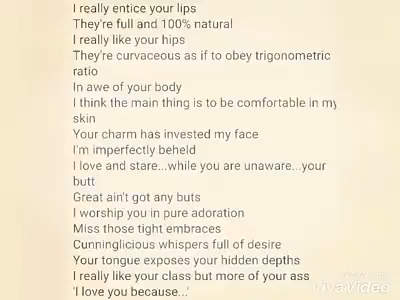 I really entice your lips
They're full and 100% natural
I really like your hips
They're curvaceous as if to obey trigonometric
ratio
In awe of your body
I think the main thing is to be comfortable in my
skin
Your charm has invested my face
I'm imperfectly beheld
I love and stare...while you are unaware...your
butt
Great ain't got any buts
I worship you in pure adoration
Miss those tight embraces
Cunninglicious whispers full of desire
Your tongue exposes your hidden depths
I really like your class but more of your ass
'I love you because...'
VivaVideo